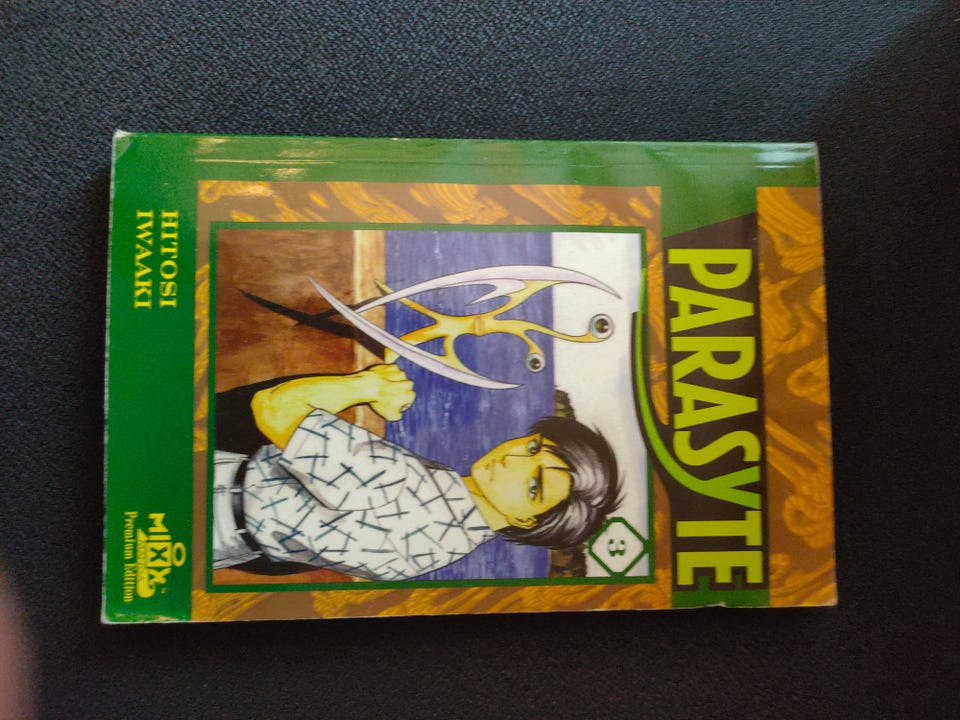 PARASYTE
3
HITOSI
IWAAKI
MIXX
Premium Edition